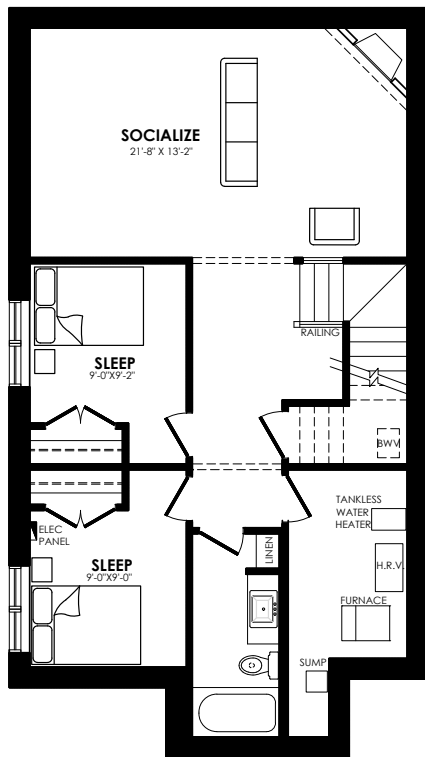 SOCIALIZE
21'-8" X 13'-2"
RAILING
SLEEP
9'-0"X9'-2"
BWV
TANKLESS
WATER
HEATER
ELEC
PANEL
LINEN
SLEEP
9'-0"X9'-0"
H.R.V.
FURNACE
SUMP